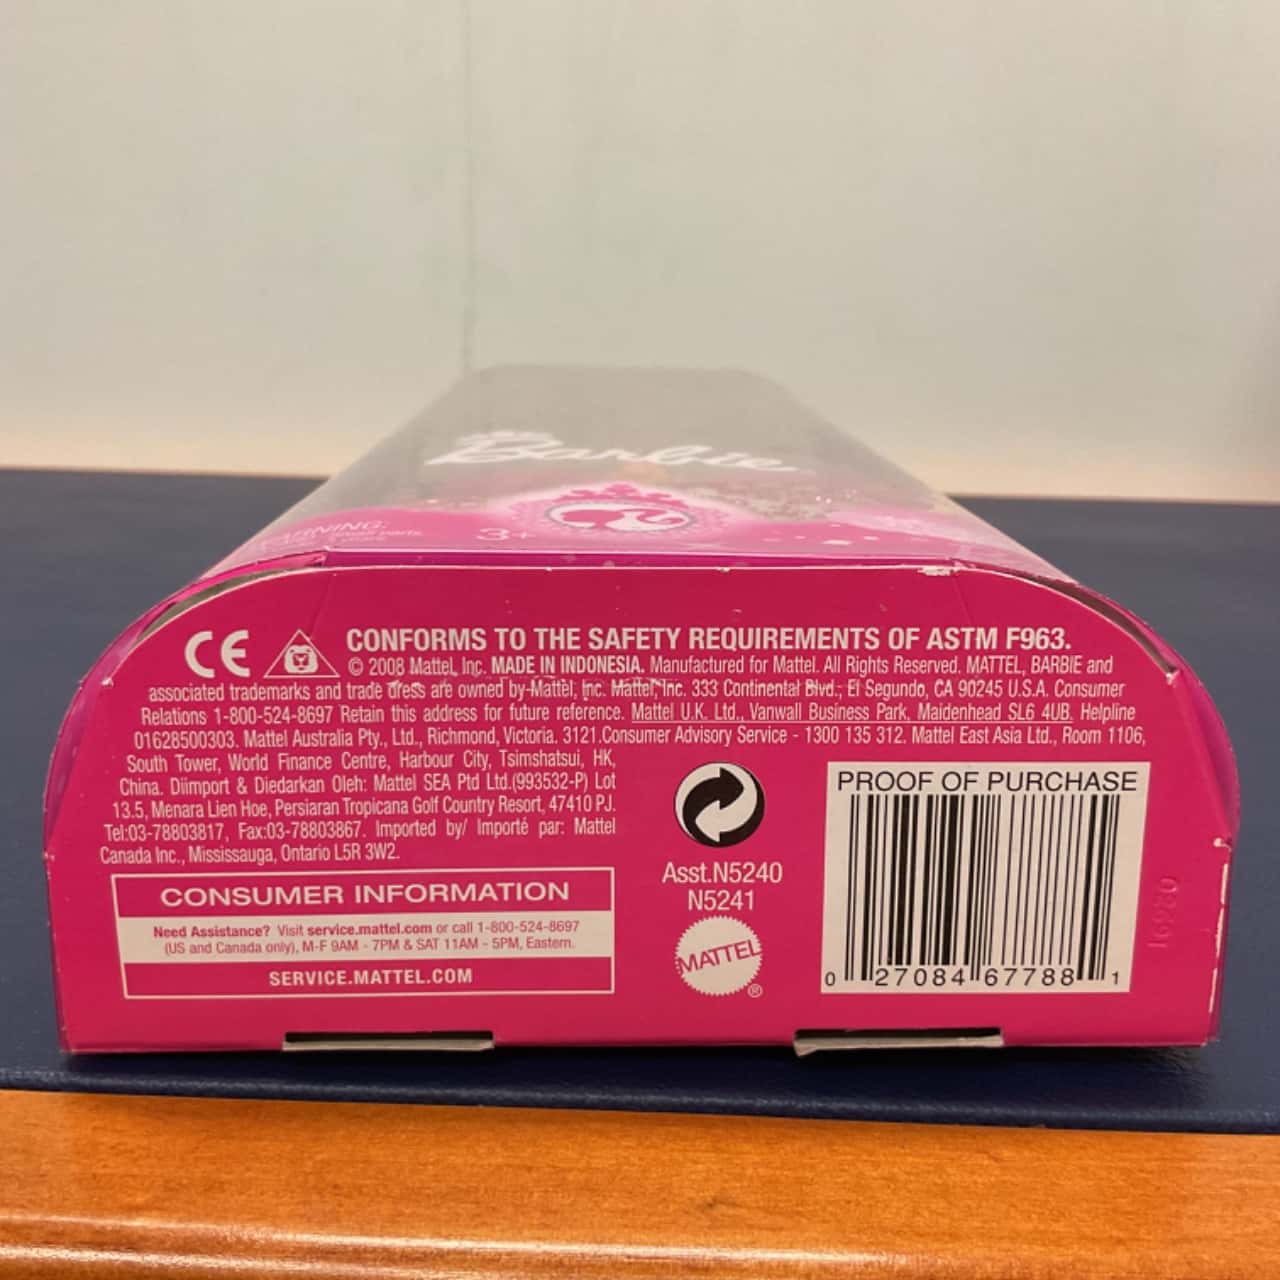 Barbie
WARNING:
small parts.
3+
CE CONFORMS TO THE SAFETY REQUIREMENTS OF ASTM F963.
© 2008 Mattel, Inc. MADE IN INDONESIA. Manufactured for Mattel. All Rights Reserved. MATTEL, BARBIE and
associated trademarks and trade dress are owned by Mattel, Inc. Mattel, Inc. 333 Continental Blvd., El Segundo, CA 90245 U.S.A. Consumer
Relations 1-800-524-8697 Retain this address for future reference. Mattel U.K. Ltd., Vanwall Business Park, Maidenhead SL6 4UB. Helpline
01628500303. Mattel Australia Pty., Ltd., Richmond, Victoria. 3121.Consumer Advisory Service - 1300 135 312. Mattel East Asia Ltd., Room 1106,
South Tower, World Finance Centre, Harbour City, Tsimshatsui, HK,
China. Diimport & Diedarkan Oleh: Mattel SEA Ptd Ltd.(993532-P) Lot
13.5, Menara Lien Hoe, Persiaran Tropicana Golf Country Resort, 47410 PJ.
Tel:03-78803817, Fax:03-78803867. Imported by/ Importé par: Mattel
Canada Inc., Mississauga, Ontario L5R 3W2.
CONSUMER INFORMATION
Need Assistance? Visit service.mattel.com or call 1-800-524-8697
(US and Canada only), M-F 9AM - 7PM & SAT 11AM - 5PM, Eastern.
SERVICE.MATTEL.COM
Asst.N5240
N5241
MATTEL
®
PROOF OF PURCHASE
0 27084 67788 1